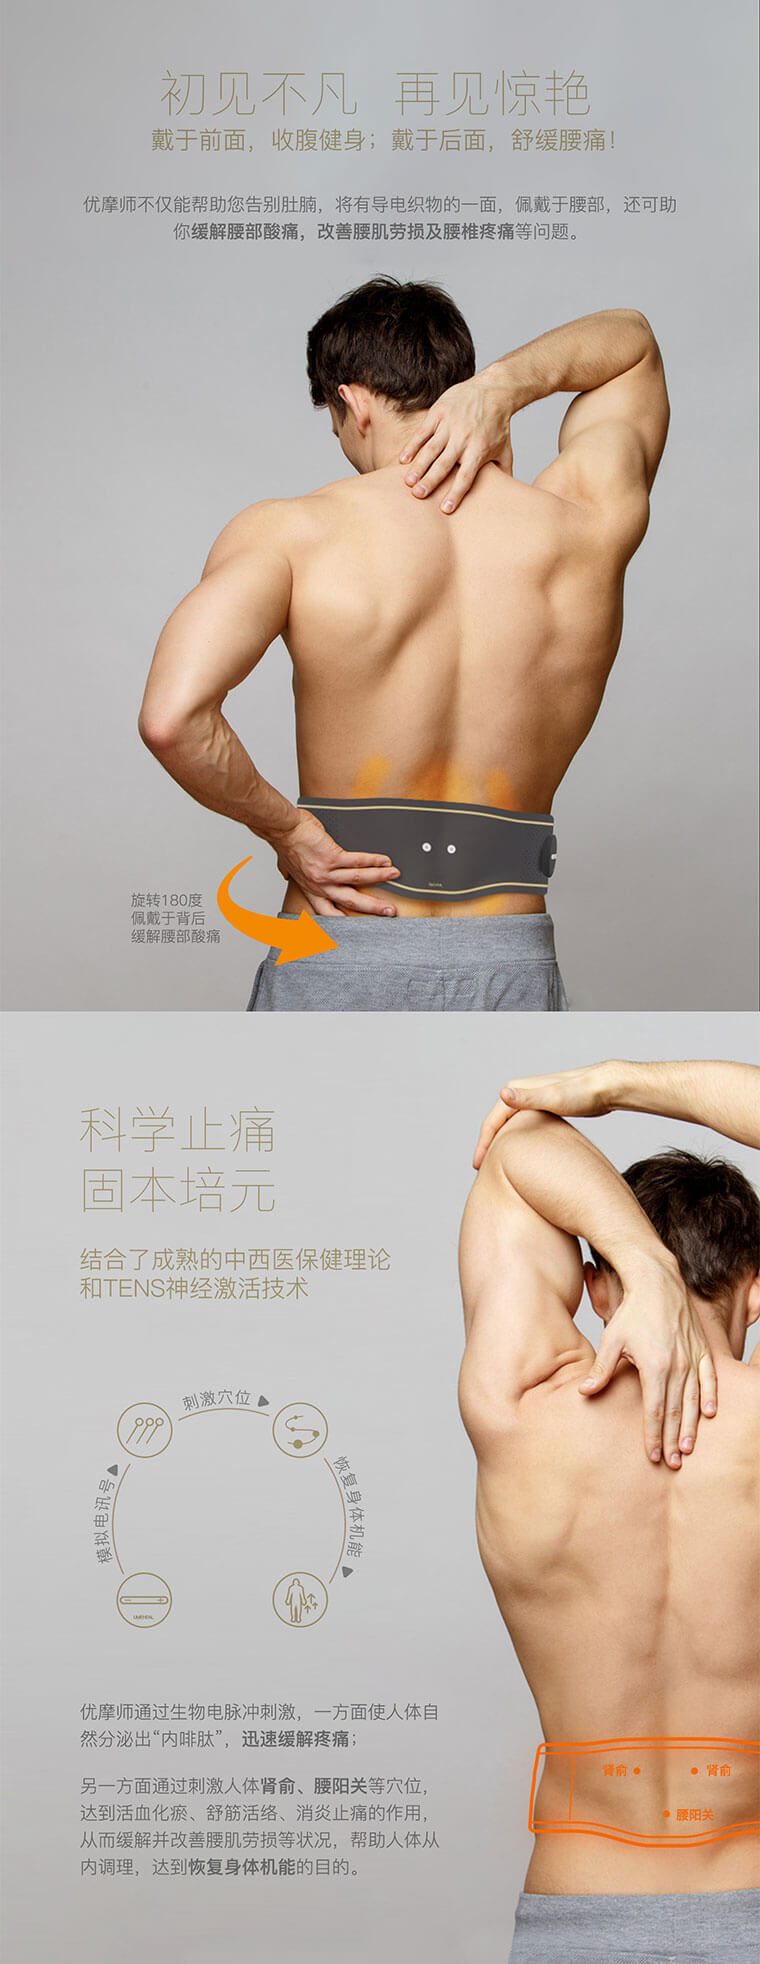 初见不凡 再见惊艳
戴于前面，收腹健身；戴于后面，舒缓腰痛！
优摩师不仅能帮助您告别肚腩，将有导电织物的一面，佩戴于腰部，还可助
你缓解腰部酸痛，改善腰肌劳损及腰椎疼痛等问题。
旋转180度
佩戴于背后
缓解腰部酸痛
科学止痛
固本培元
结合了成熟的中西医保健理论
和TENS神经激活技术
刺激穴位
模拟电讯号
恢复身体机能
UMEHEAL
优摩师通过生物电脉冲刺激，一方面使人体自
然分泌出“内啡肽”，迅速缓解疼痛；
另一方面通过刺激人体肾俞、腰阳关等穴位，
达到活血化瘀、舒筋活络、消炎止痛的作用，
从而缓解并改善腰肌劳损等状况，帮助人体从
内调理，达到恢复身体机能的目的。
肾俞
肾俞
腰阳关